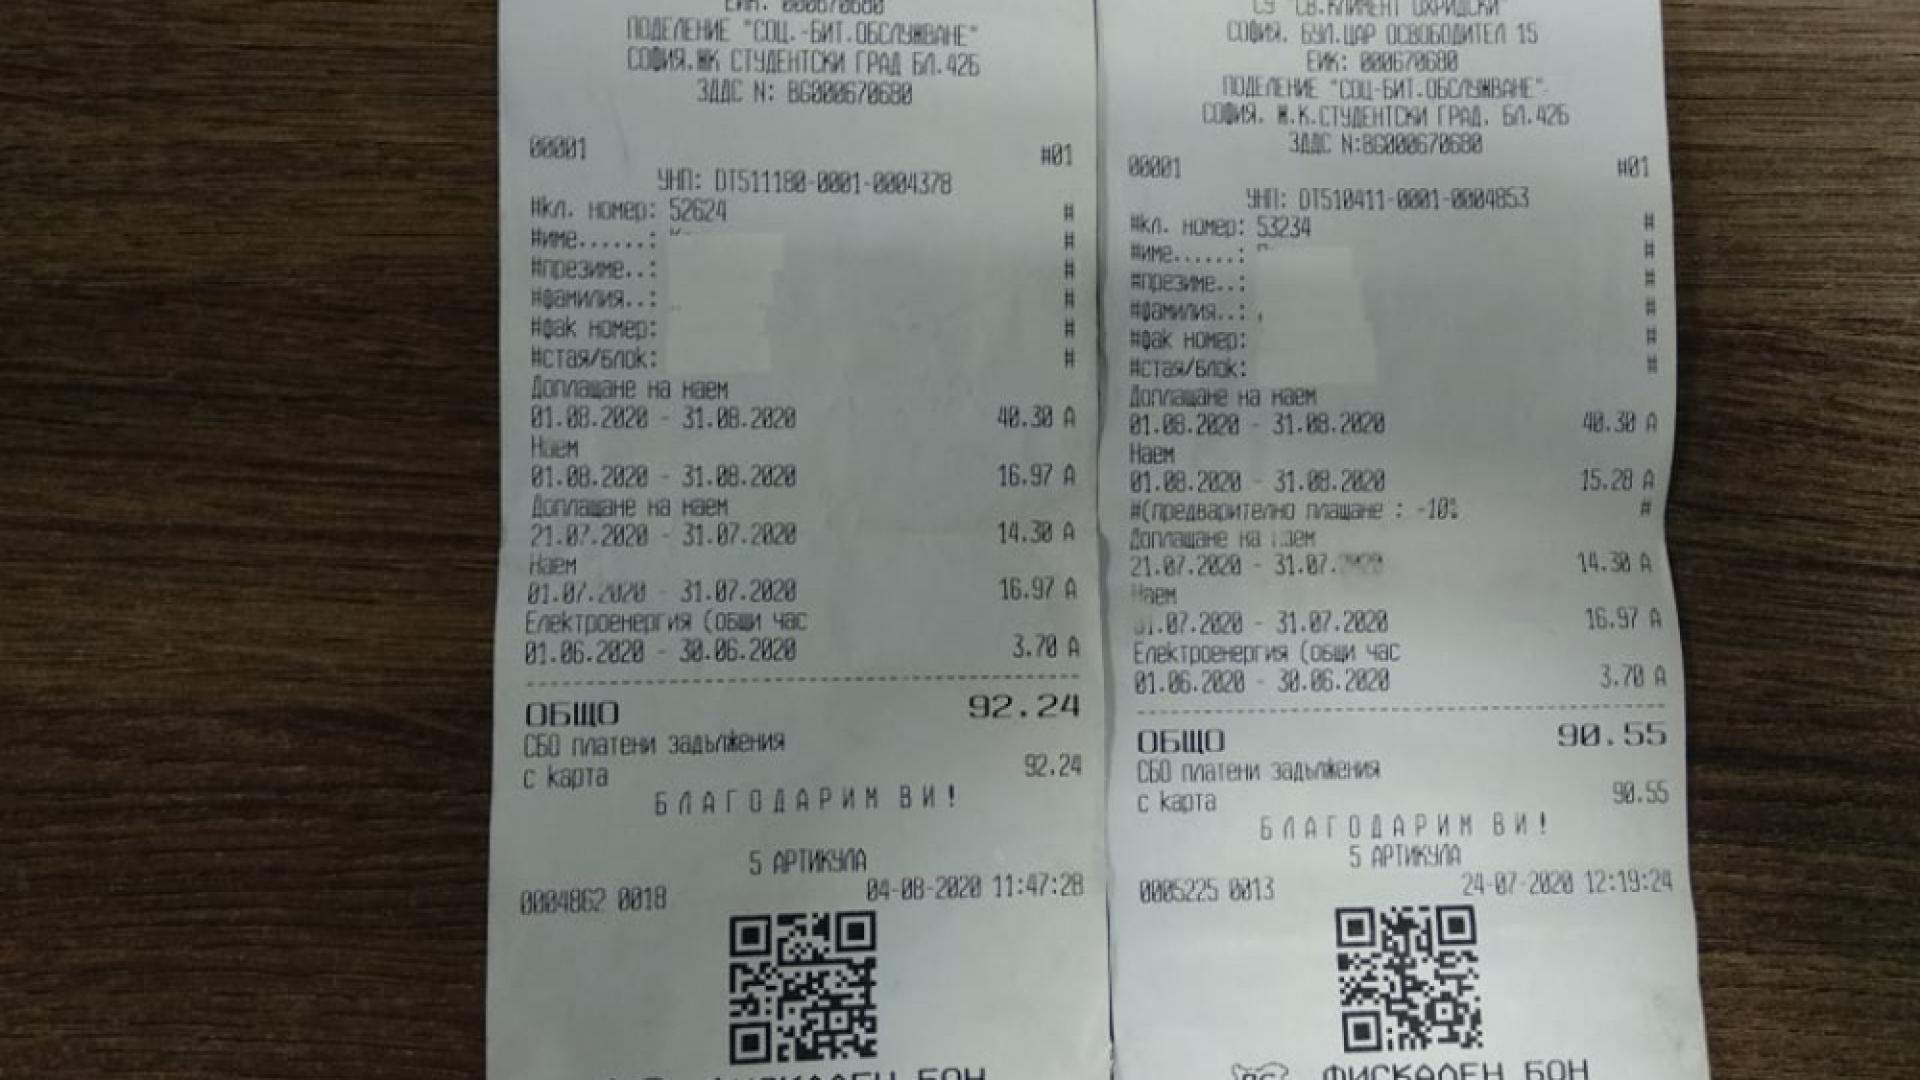 ЕИК: 000670680
ПОДЕЛЕНИЕ "СОЦ.-БИТ.ОБСЛУЖВАНЕ"
СОФИЯ.ЖК СТУДЕНТСКИ ГРАД БЛ.42Б
ЗДДС N: BG000670680
00001 #01
УНП: DT511180-0001-0004378
#кл. номер: 52624 #
#име......: #
#презиме..: #
#фамилия..: #
#фак номер: #
#стая/блок: #
Доплащане на наем
01.08.2020 - 31.08.2020 40.30 А
Наем
01.08.2020 - 31.08.2020 16.97 А
Доплащане на наем
21.07.2020 - 31.07.2020 14.30 А
Наем
01.07.2020 - 31.07.2020 16.97 А
Електроенергия (общи час
01.06.2020 - 30.06.2020 3.70 А
ОБЩО 92.24
СБО платени задължения
с карта 92.24
БЛАГОДАРИМ ВИ!
5 АРТИКУЛА
0004862 0018 04-08-2020 11:47:28
ФИСКАЛЕН БОН
СУ "СВ.КЛИМЕНТ ОХРИДСКИ"
СОФИЯ. БУЛ.ЦАР ОСВОБОДИТЕЛ 15
ЕИК: 000670680
ПОДЕЛЕНИЕ "СОЦ-БИТ.ОБСЛУЖВАНЕ"
СОФИЯ. Ж.К.СТУДЕНТСКИ ГРАД. БЛ.42Б
ЗДДС N:BG000670680
00001 #01
УНП: DT510411-0001-0004853
#кл. номер: 53234 #
#име......: #
#презиме..: #
#фамилия..: #
#фак номер: #
#стая/блок: #
Доплащане на наем
01.08.2020 - 31.08.2020 40.30 А
Наем
01.08.2020 - 31.08.2020 15.28 А
#(предварително плащане : -10% #
Доплащане на наем
21.07.2020 - 31.07.2020 14.30 А
Наем
01.07.2020 - 31.07.2020 16.97 А
Електроенергия (общи час
01.06.2020 - 30.06.2020 3.70 А
ОБЩО 90.55
СБО платени задължения
с карта 90.55
БЛАГОДАРИМ ВИ!
5 АРТИКУЛА
0005225 0013 24-07-2020 12:19:24
ФИСКАЛЕН БОН